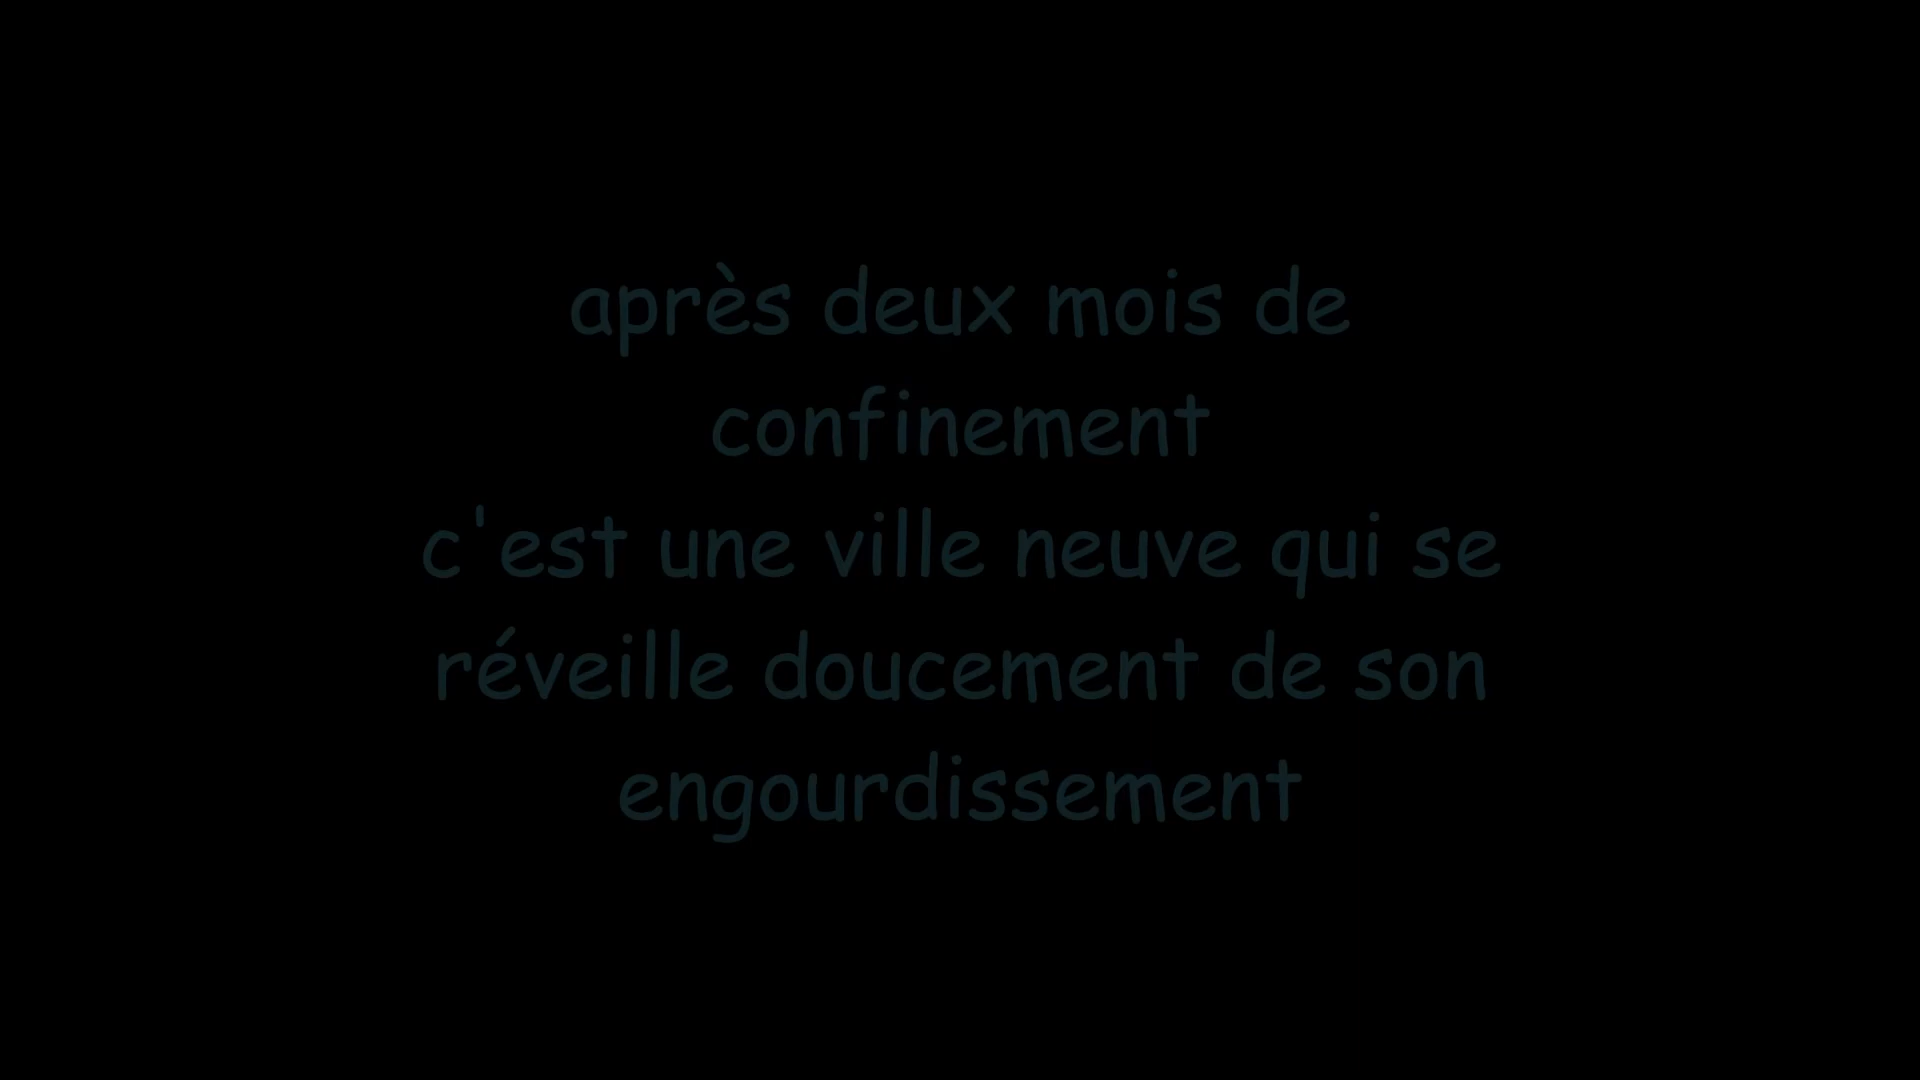 après deux mois de
confinement
c'est une ville neuve qui se
réveille doucement de son
engourdissement